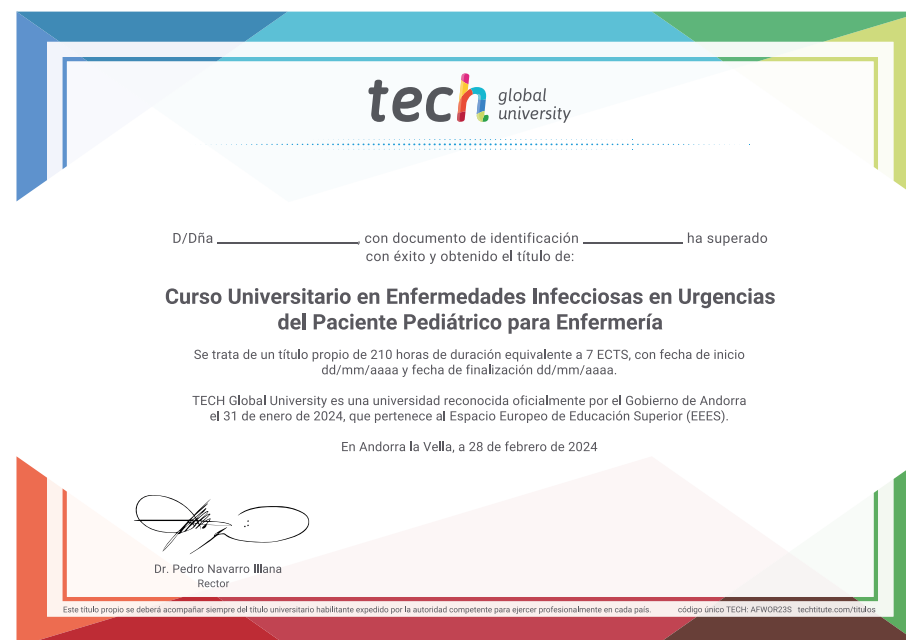 tech global university
D/Dña ____________________, con documento de identificación ______________ ha superado
con éxito y obtenido el título de:
Curso Universitario en Enfermedades Infecciosas en Urgencias
del Paciente Pediátrico para Enfermería
Se trata de un título propio de 210 horas de duración equivalente a 7 ECTS, con fecha de inicio
dd/mm/aaaa y fecha de finalización dd/mm/aaaa.
TECH Global University es una universidad reconocida oficialmente por el Gobierno de Andorra
el 31 de enero de 2024, que pertenece al Espacio Europeo de Educación Superior (EEES).
En Andorra la Vella, a 28 de febrero de 2024
Dr. Pedro Navarro Illana
Rector
Este título propio se deberá acompañar siempre del título universitario habilitante expedido por la autoridad competente para ejercer profesionalmente en cada país. código único TECH: AFWOR23S techtitute.com/titulos